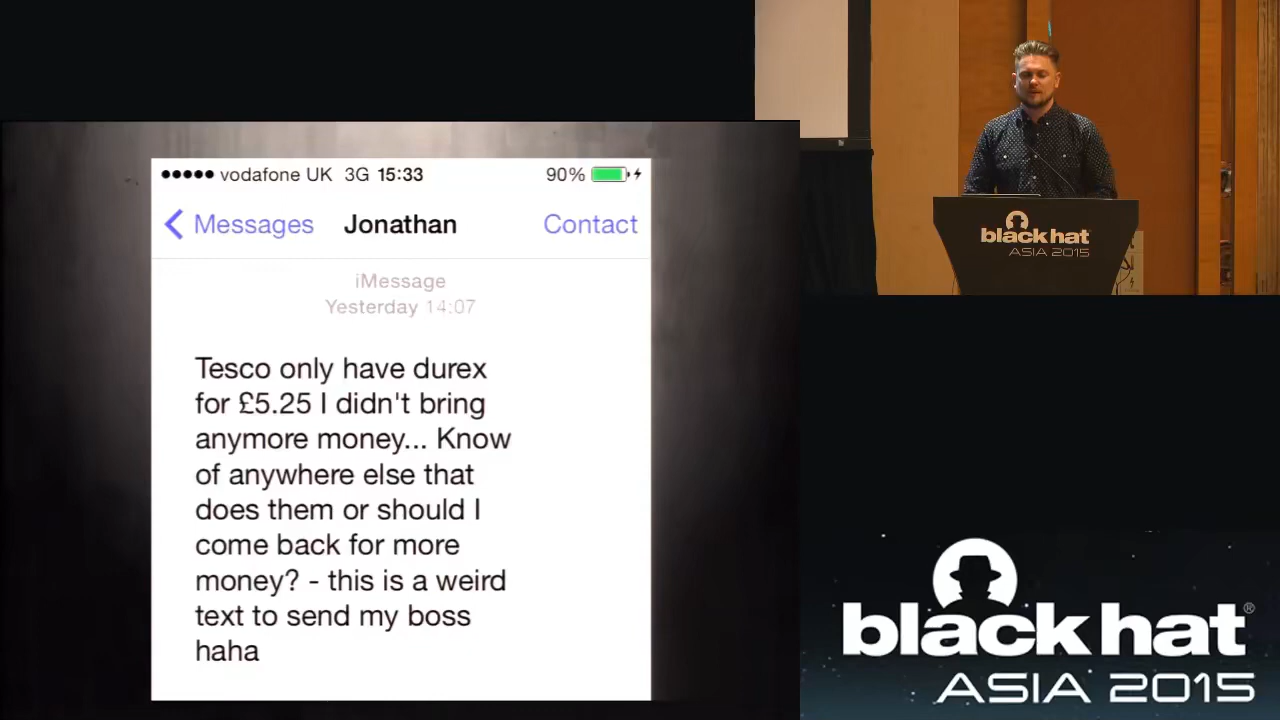 vodafone UK 3G 15:33 90%
Messages Jonathan Contact
iMessage
Yesterday 14:07
Tesco only have durex
for £5.25 I didn't bring
anymore money... Know
of anywhere else that
does them or should I
come back for more
money? - this is a weird
text to send my boss
haha
black hat
ASIA 2015
black hat®
ASIA 2015